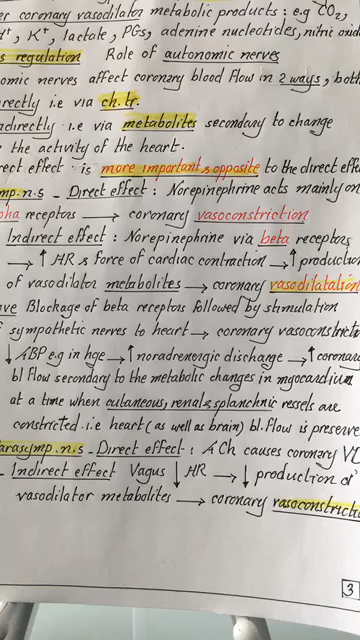 er coronary vasodilator metabolic products : e.g CO₂,
H⁺, K⁺, lactate, PGs, adenine nucleotides, nitric oxid
s regulation Role of autonomic nerves
omic nerves affect coronary blood flow in 2 ways, both
irectly i.e via ch.tr.
ndirectly i.e via metabolites secondary to change
the activity of the heart.
rect effect : is more important & opposite to the direct effe
mp.n.s - Direct effect : Norepinephrine acts mainly on
pha receptors → coronary vasoconstriction
Indirect effect : Norepinephrine via beta receptors
→ ↑ HR & force of cardiac contraction → ↑ production
of vasodilator metabolites → coronary vasodilatation
ve Blockage of beta receptors followed by stimulation
f sympathetic nerves to heart → coronary vasoconstricti
↓ ABP e.g in hge → ↑ noradrenergic discharge → ↑ coronar
bl flow secondary to the metabolic changes in myocardium
at a time when cutaneous, renal & splanchnic vessels are
constricted. i.e heart (as well as brain) bl. flow is preserve
arasymp.n.s - Direct effect : ACh causes coronary VD
- Indirect effect Vagus ↓ HR → ↓ production of
vasodilator metabolites → coronary vasoconstricti
3